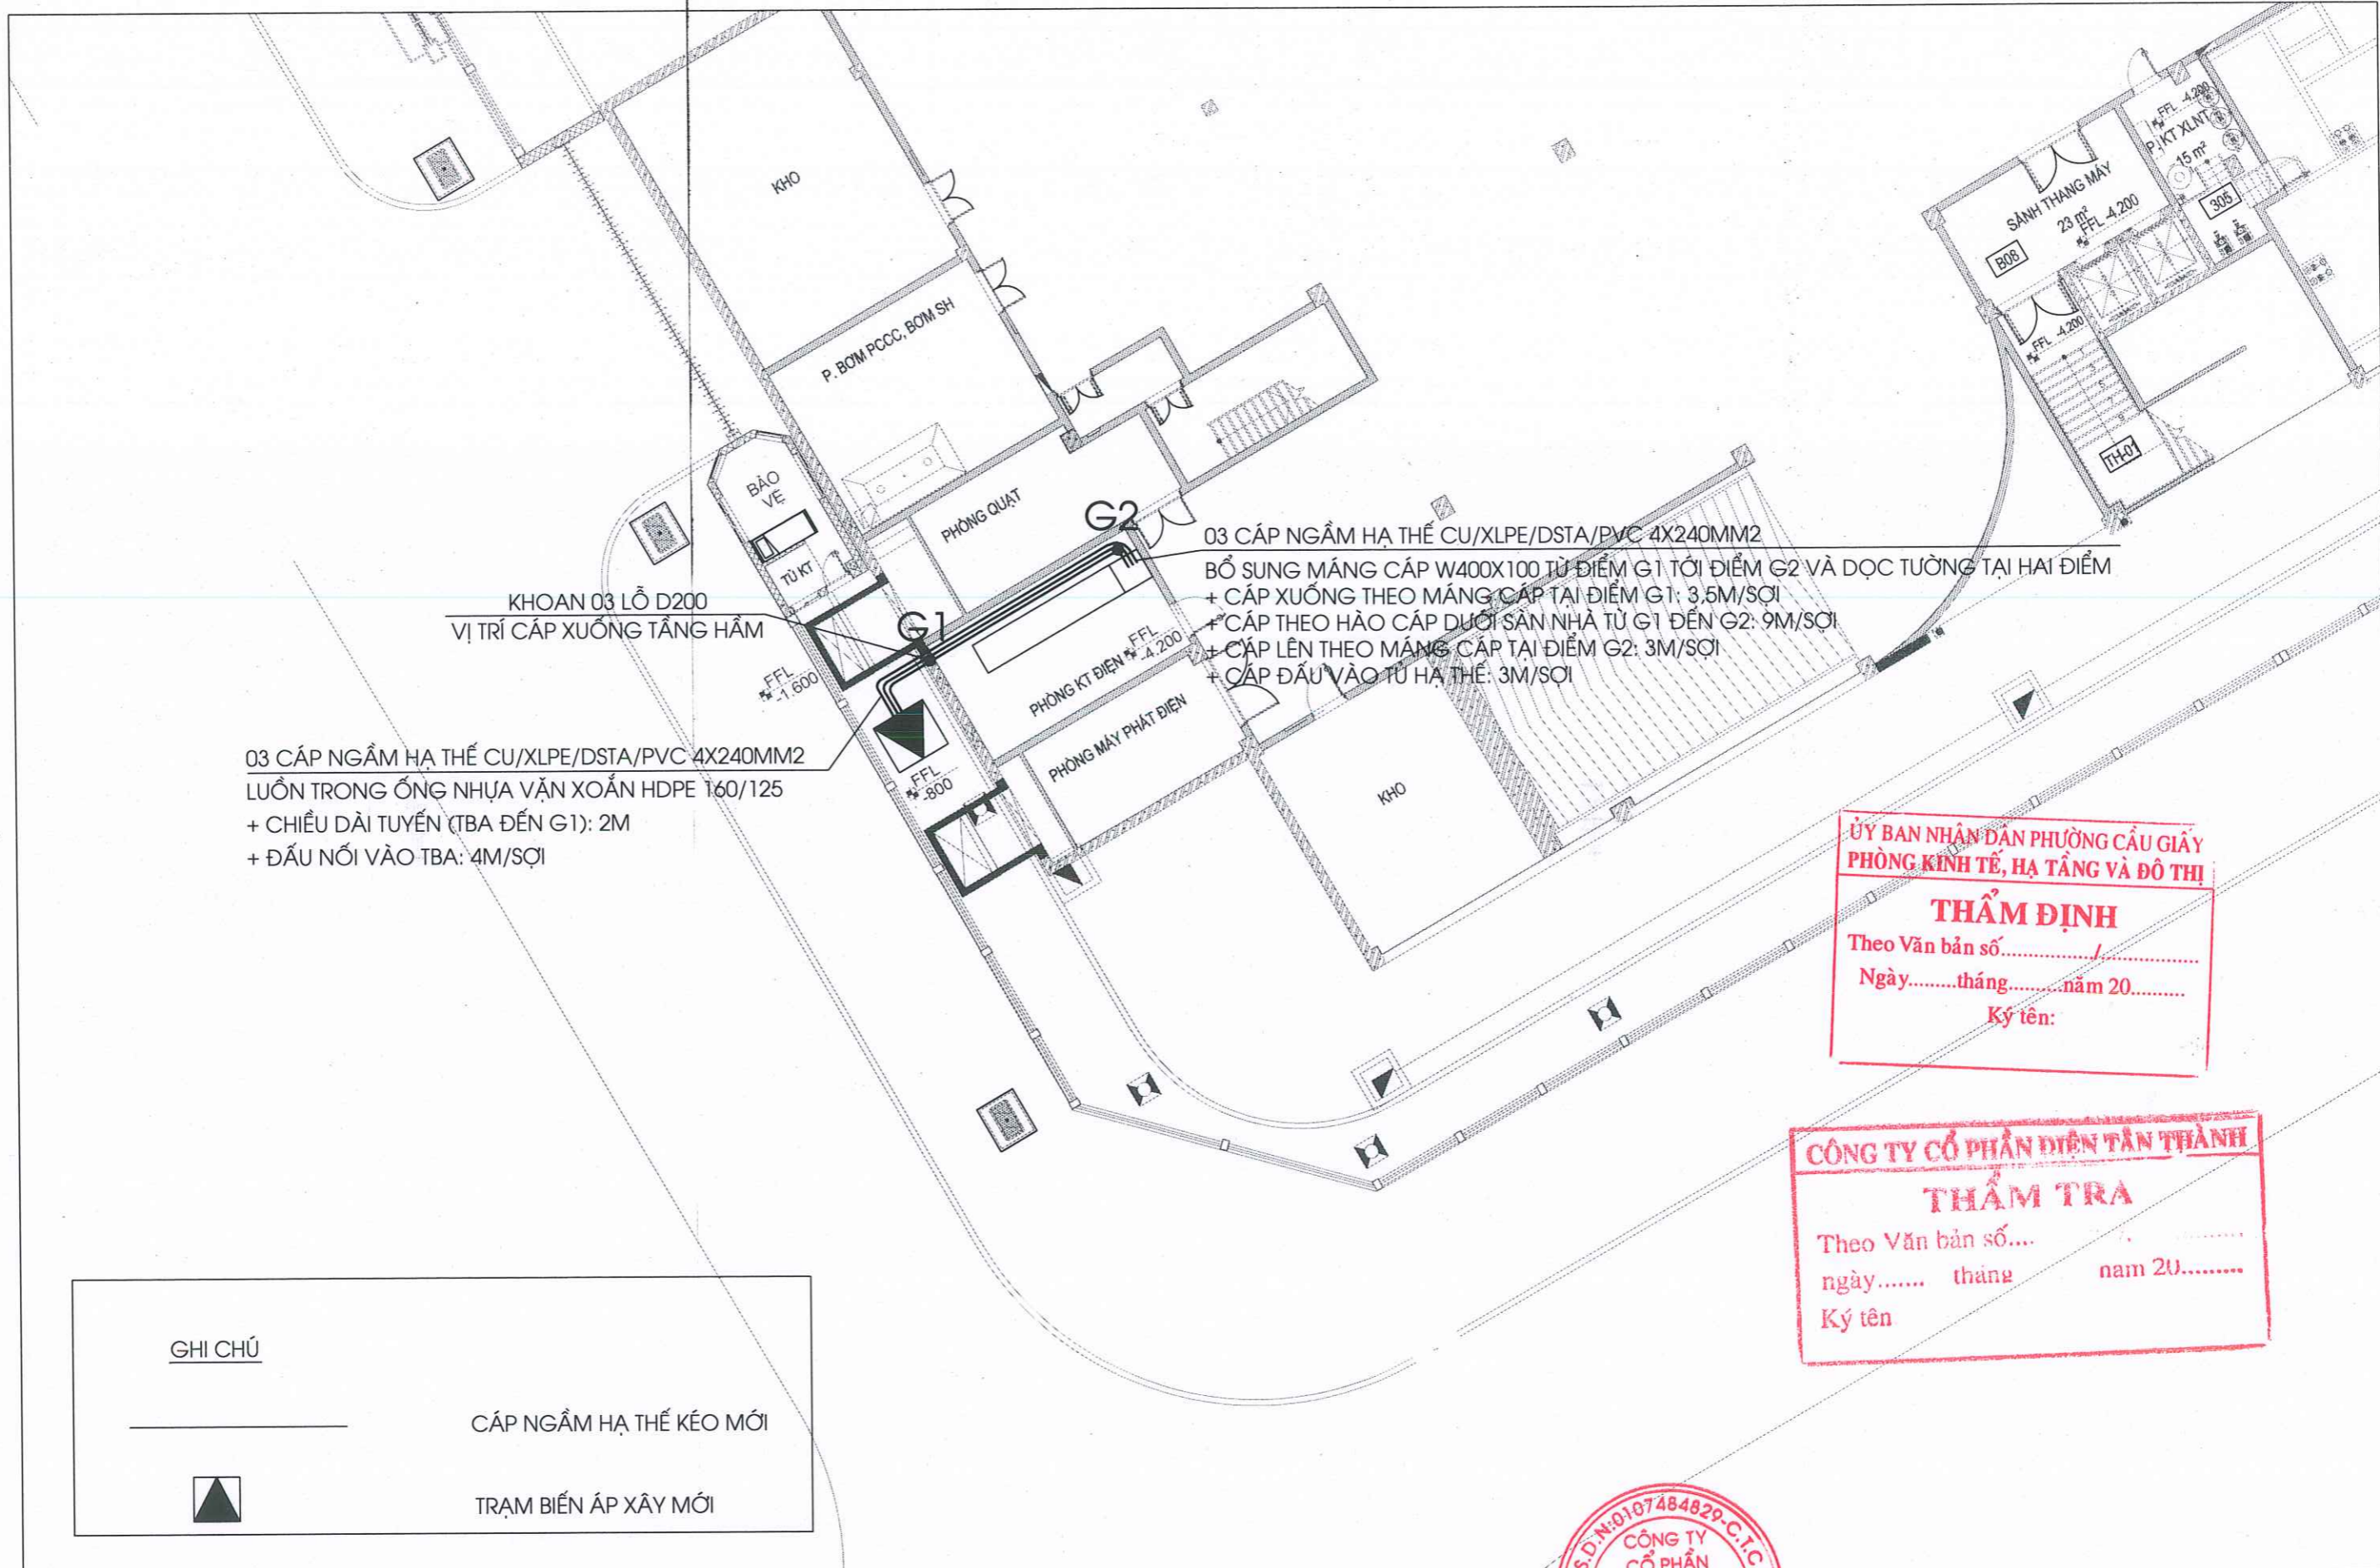 KHO
P. BƠM PCCC, BƠM SH
BẢO
VỆ
TỦ KT
PHÒNG QUẠT
G2
G1
KHOAN 03 LỖ D200
VỊ TRÍ CÁP XUỐNG TẦNG HẦM
FFL
-1.600
03 CÁP NGẦM HẠ THẾ CU/XLPE/DSTA/PVC 4X240MM2
BỔ SUNG MÁNG CÁP W400X100 TỪ ĐIỂM G1 TỚI ĐIỂM G2 VÀ DỌC TƯỜNG TẠI HAI ĐIỂM
+ CÁP XUỐNG THEO MÁNG CÁP TẠI ĐIỂM G1: 3,5M/SỢI
+ CÁP THEO HÀO CÁP DƯỚI SÀN NHÀ TỪ G1 ĐẾN G2: 9M/SỢI
+ CÁP LÊN THEO MÁNG CÁP TẠI ĐIỂM G2: 3M/SỢI
+ CÁP ĐẤU VÀO TỦ HẠ THẾ: 3M/SỢI
PHÒNG KT ĐIỆN
FFL
-4.200
PHÒNG MÁY PHÁT ĐIỆN
FFL
-800
KHO
03 CÁP NGẦM HẠ THẾ CU/XLPE/DSTA/PVC 4X240MM2
LUỒN TRONG ỐNG NHỰA VẶN XOẮN HDPE 160/125
+ CHIỀU DÀI TUYẾN (TBA ĐẾN G1): 2M
+ ĐẤU NỐI VÀO TBA: 4M/SỢI
FFL -4.200
P. KT XLNT
15 m²
305
SẢNH THANG MÁY
23 m²
FFL -4.200
B08
FFL -4.200
TH-01
ỦY BAN NHÂN DÂN PHƯỜNG CẦU GIẤY
PHÒNG KINH TẾ, HẠ TẦNG VÀ ĐÔ THỊ
THẨM ĐỊNH
Theo Văn bản số................/.................
Ngày.........tháng..........năm 20..........
Ký tên:
CÔNG TY CỔ PHẦN ĐIỆN TÂN THÀNH
THẨM TRA
Theo Văn bản số.... /. ..........
ngày....... tháng năm 20.........
Ký tên
GHI CHÚ
CÁP NGẦM HẠ THẾ KÉO MỚI
TRẠM BIẾN ÁP XÂY MỚI
S.D.N:0107484829-C.T.C
CÔNG TY
CỔ PHẦN